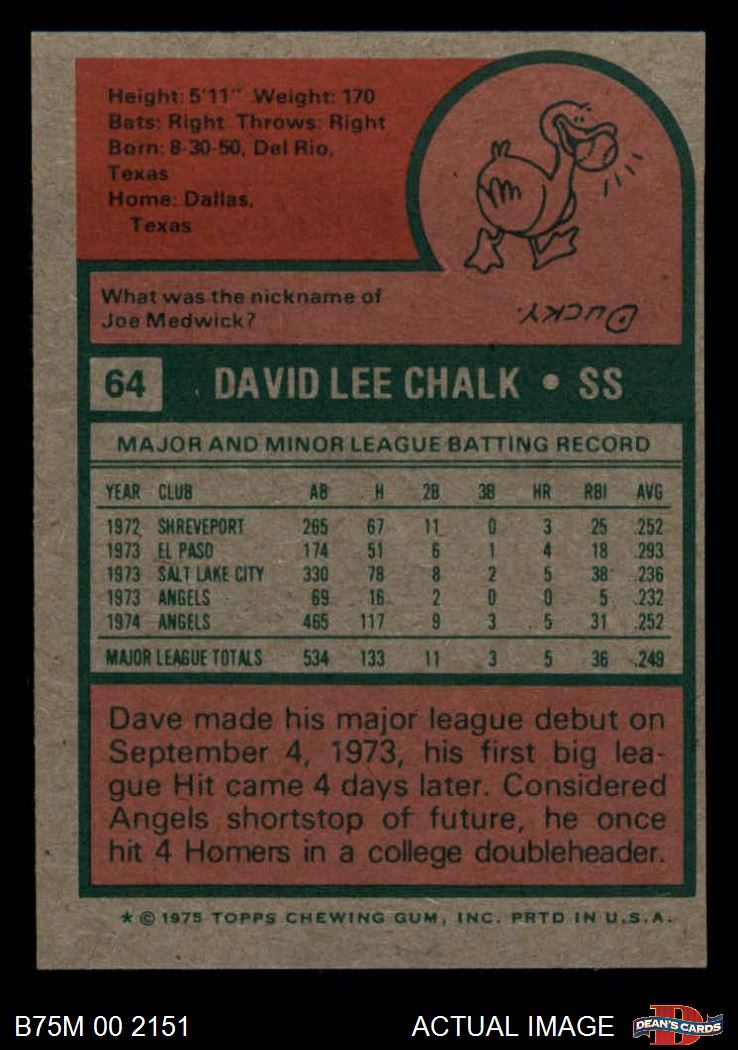 Height: 5'11" Weight: 170
Bats: Right Throws: Right
Born: 8-30-50, Del Rio,
Texas
Home: Dallas,
Texas
What was the nickname of
Joe Medwick?
Ducky.
64 DAVID LEE CHALK • SS
MAJOR AND MINOR LEAGUE BATTING RECORD
YEAR CLUB AB H 2B 3B HR RBI AVG
1972 SHREVEPORT 265 67 11 0 3 25 .252
1973 EL PASO 174 51 6 1 4 18 .293
1973 SALT LAKE CITY 330 78 8 2 5 38 .236
1973 ANGELS 69 16 2 0 0 5 .232
1974 ANGELS 465 117 9 3 5 31 .252
MAJOR LEAGUE TOTALS 534 133 11 3 5 36 .249
Dave made his major league debut on
September 4, 1973, his first big lea-
gue Hit came 4 days later. Considered
Angels shortstop of future, he once
hit 4 Homers in a college doubleheader.
* © 1975 TOPPS CHEWING GUM, INC. PRTD IN U.S.A.
B75M 00 2151 ACTUAL IMAGE D DEAN'S CARDS